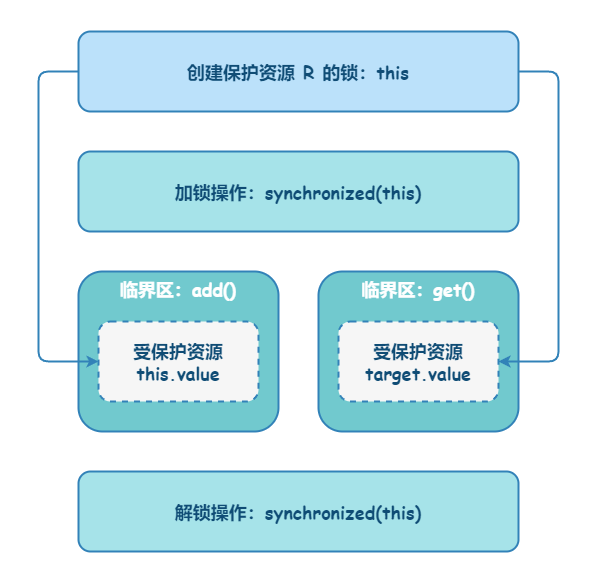 创建保护资源 R 的锁：this
加锁操作：synchronized(this)
临界区：add()
受保护资源
this.value
临界区：get()
受保护资源
target.value
解锁操作：synchronized(this)